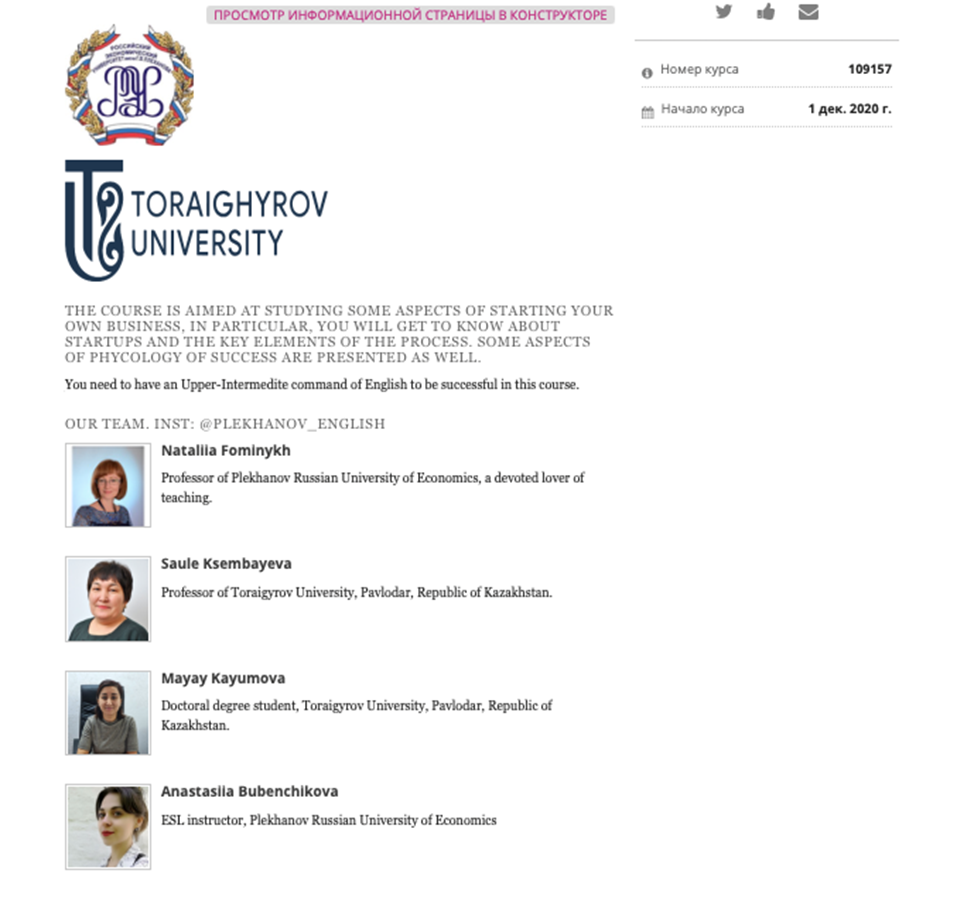 ПРОСМОТР ИНФОРМАЦИОННОЙ СТРАНИЦЫ В КОНСТРУКТОРЕ
РОССИЙСКИЙ
ЭКОНОМИЧЕСКИЙ
УНИВЕРСИТЕТ имени Г.В. ПЛЕХАНОВА
TORAIGHYROV
UNIVERSITY
THE COURSE IS AIMED AT STUDYING SOME ASPECTS OF STARTING YOUR
OWN BUSINESS, IN PARTICULAR, YOU WILL GET TO KNOW ABOUT
STARTUPS AND THE KEY ELEMENTS OF THE PROCESS. SOME ASPECTS
OF PHYCOLOGY OF SUCCESS ARE PRESENTED AS WELL.
You need to have an Upper-Intermedite command of English to be successful in this course.
OUR TEAM. INST: @PLEKHANOV_ENGLISH
Nataliia Fominykh
Professor of Plekhanov Russian University of Economics, a devoted lover of
teaching.
Saule Ksembayeva
Professor of Toraigyrov University, Pavlodar, Republic of Kazakhstan.
Mayay Kayumova
Doctoral degree student, Toraigyrov University, Pavlodar, Republic of
Kazakhstan.
Anastasiia Bubenchikova
ESL instructor, Plekhanov Russian University of Economics
Номер курса 109157
Начало курса 1 дек. 2020 г.